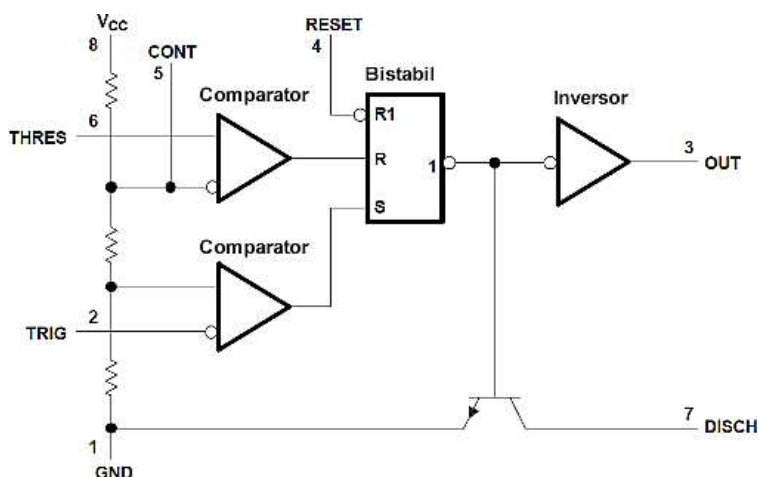 VCC
8
CONT
5
RESET
4
Bistabil
Comparator
Inversor
6
THRES
R1
R
1
3
OUT
S
Comparator
2
TRIG
7
DISCH
1
GND